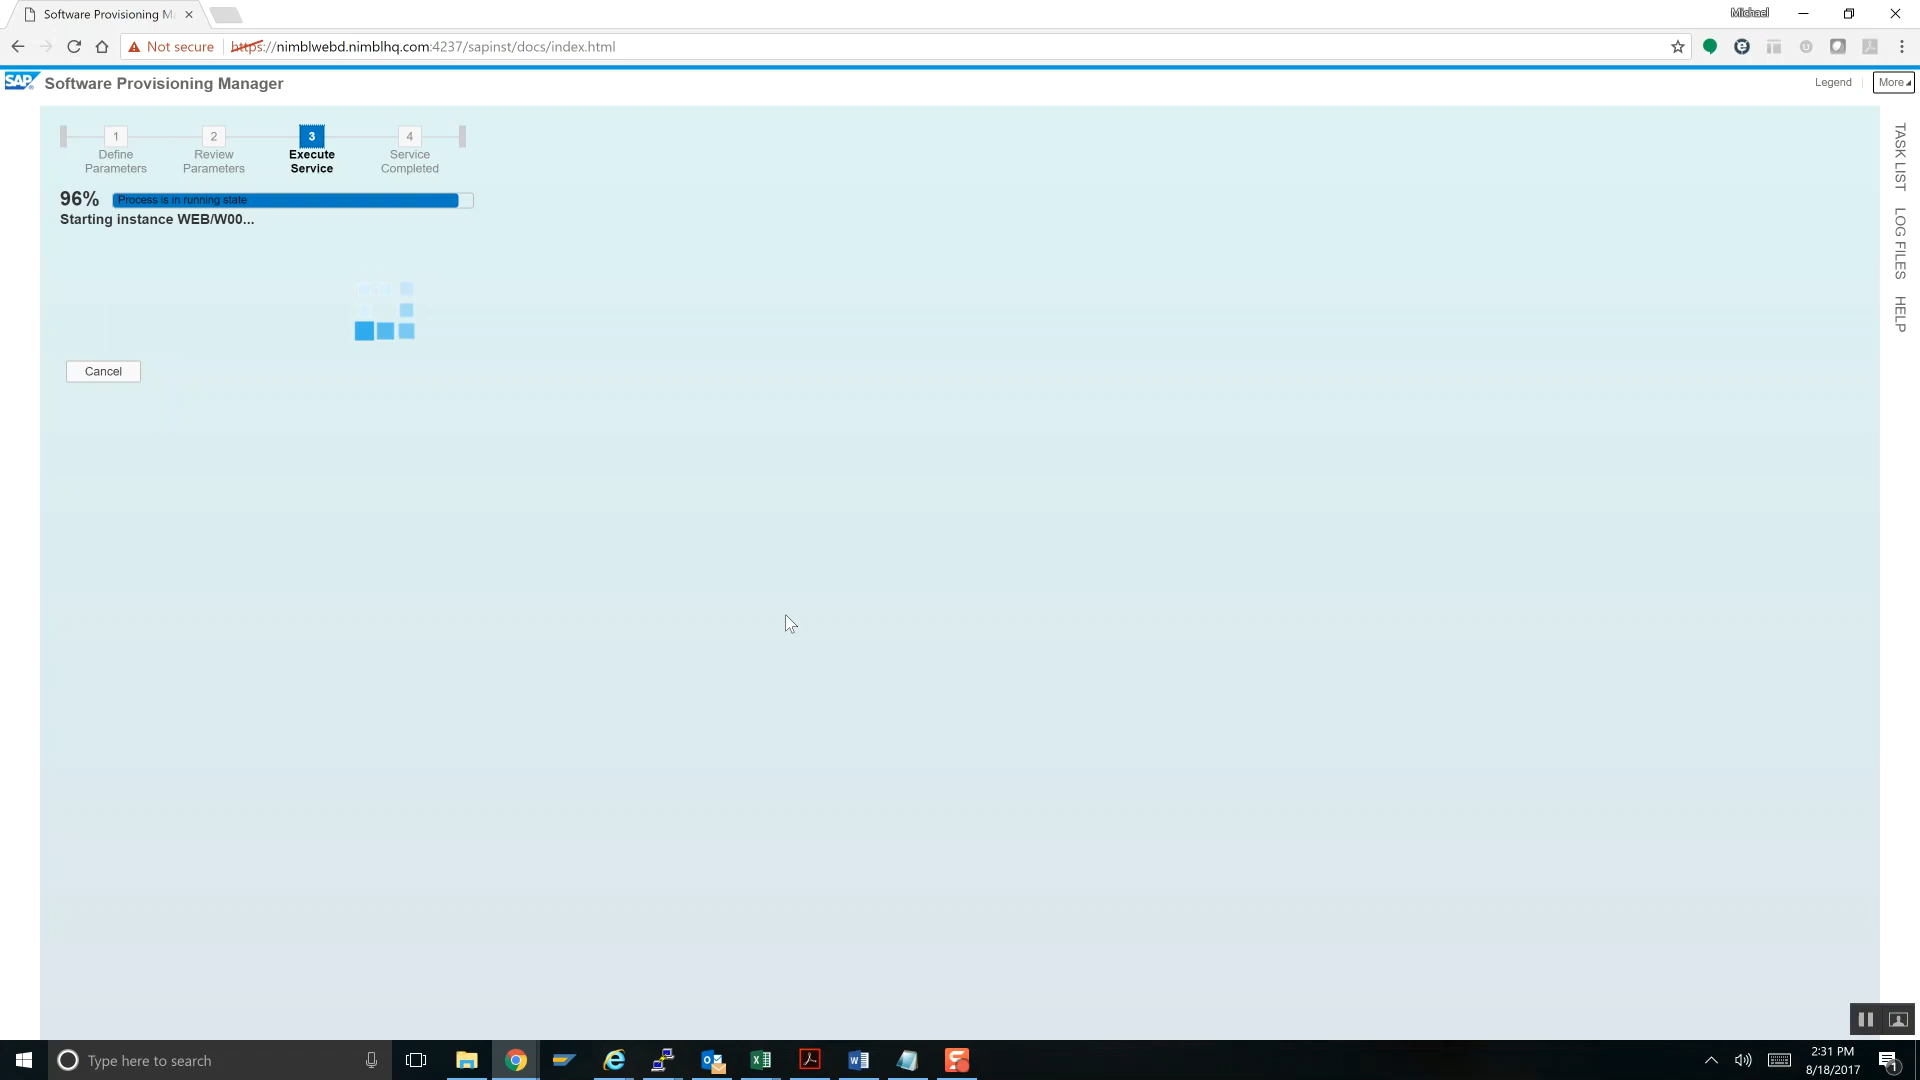 Software Provisioning M
Michael
Not secure
https://nimblwebd.nimblhq.com:4237/sapinst/docs/index.html
SAP
Software Provisioning Manager
Legend
More
1
2
3
4
Define
Parameters
Review
Parameters
Execute
Service
Service
Completed
96%
Process is in running state
Starting instance WEB/W00...
Cancel
TASK LIST
LOG FILES
HELP
Type here to search
2:31 PM
8/18/2017
1